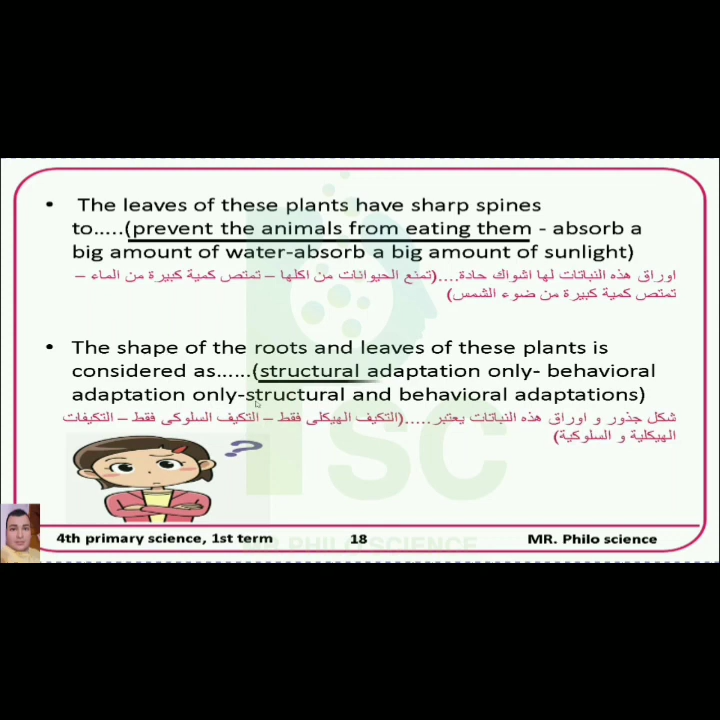 • The leaves of these plants have sharp spines
to.....(prevent the animals from eating them - absorb a
big amount of water-absorb a big amount of sunlight)
اوراق هذه النباتات لها اشواك حادة....(تمنع الحيوانات من اكلها – تمتص كمية كبيرة من الماء –
تمتص كمية كبيرة من ضوء الشمس)
• The shape of the roots and leaves of these plants is
considered as......(structural adaptation only- behavioral
adaptation only-structural and behavioral adaptations)
شكل جذور و اوراق هذه النباتات يعتبر.....(التكيف الهيكلى فقط – التكيف السلوكى فقط – التكيفات
الهيكلية و السلوكية)
SC
MR PHILO SCIENCE
4th primary science, 1st term 18 MR. Philo science